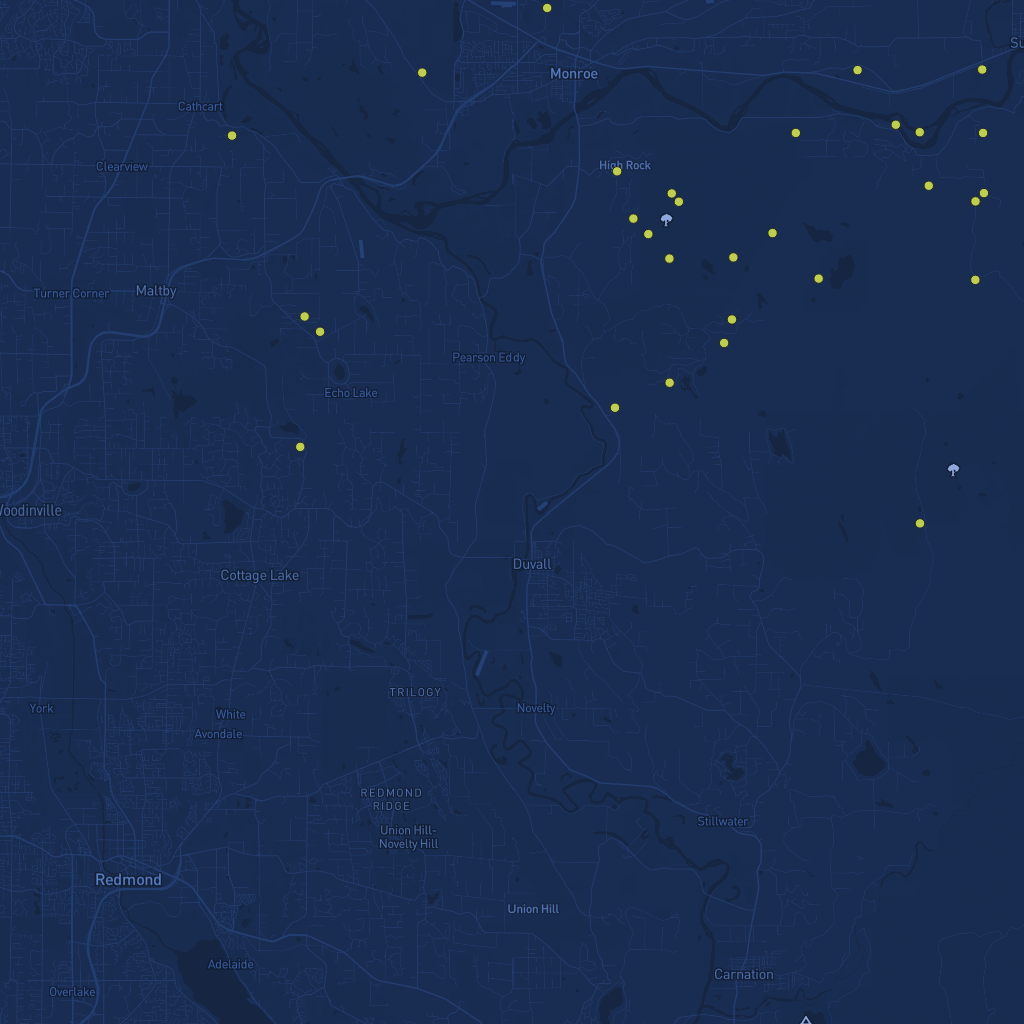 Monroe
Cathcart
Clearview
High Rock
Turner Corner
Maltby
Pearson Eddy
Echo Lake
Woodinville
Duvall
Cottage Lake
TRILOGY
York
White
Avondale
Novelty
REDMOND
RIDGE
Stillwater
Union Hill-
Novelty Hill
Redmond
Union Hill
Adelaide
Carnation
Overlake